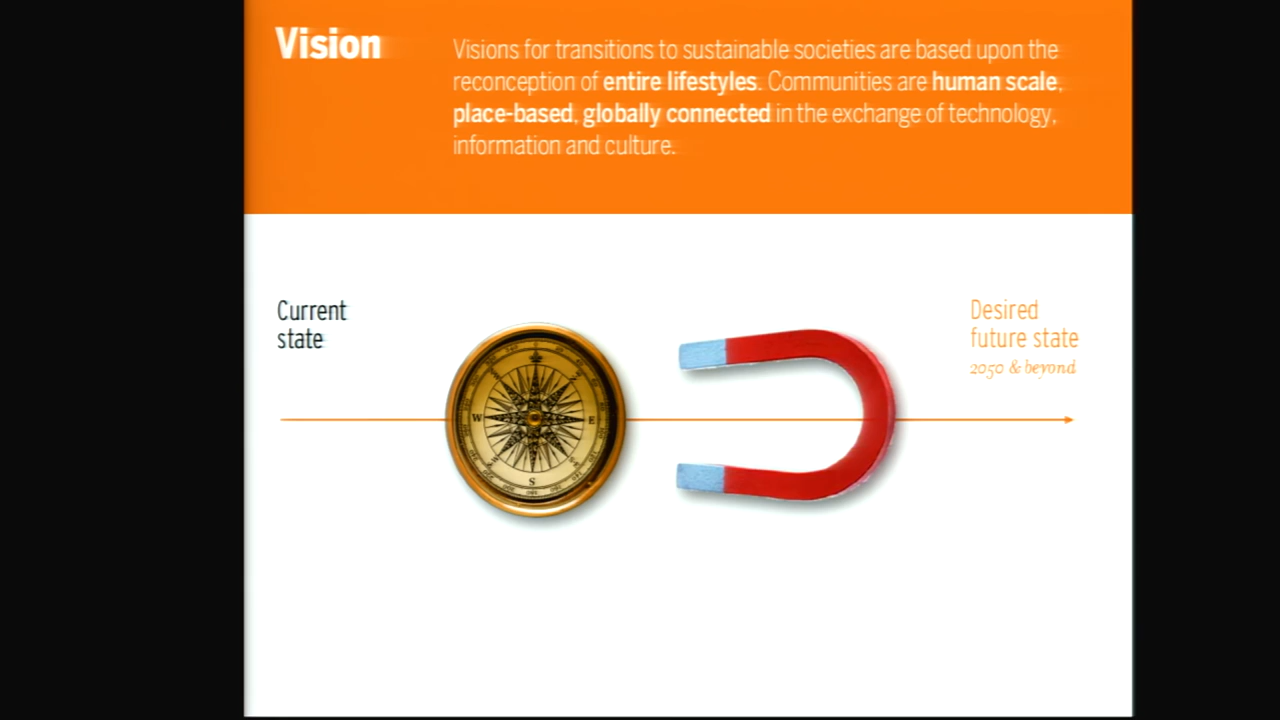 Vision
Visions for transitions to sustainable societies are based upon the
reconception of entire lifestyles. Communities are human scale,
place-based, globally connected in the exchange of technology,
information and culture.
Current
state
Desired
future state
2050 & beyond
W
E
S